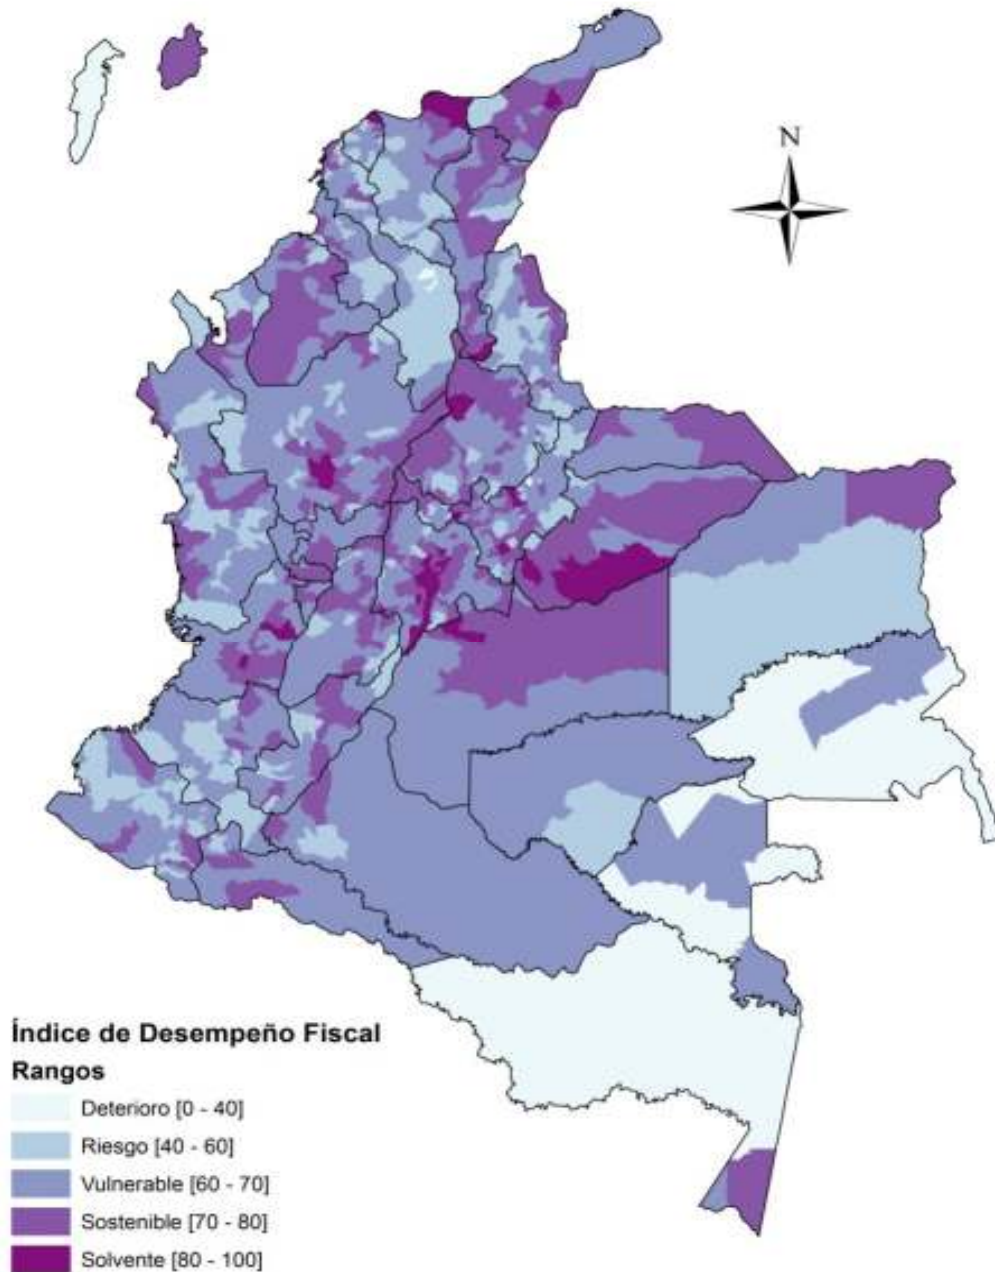 N
Índice de Desempeño Fiscal
Rangos
Deterioro [0 - 40]
Riesgo [40 - 60]
Vulnerable [60 - 70]
Sostenible [70 - 80]
Solvente [80 - 100]